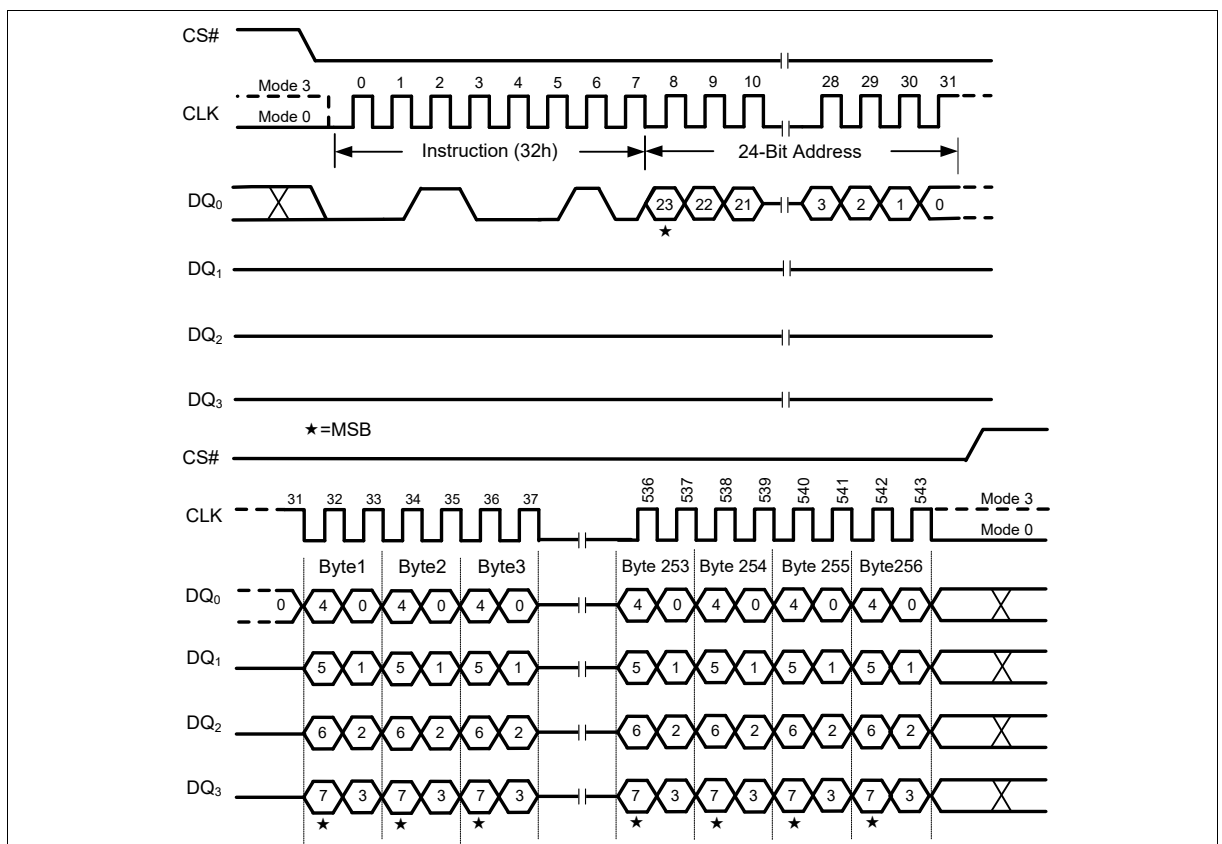 CS#
Mode 3 0 1 2 3 4 5 6 7 8 9 10 28 29 30 31
CLK
Mode 0
Instruction (32h) 24-Bit Address
DQ0 23 22 21 3 2 1 0
★
DQ1
DQ2
DQ3
★=MSB
CS#
31 32 33 34 35 36 37 536 537 538 539 540 541 542 543
CLK Mode 3
Mode 0
Byte1 Byte2 Byte3 Byte 253 Byte 254 Byte 255 Byte256
DQ0 0 4 0 4 0 4 0 4 0 4 0 4 0 4 0
DQ1 5 1 5 1 5 1 5 1 5 1 5 1 5 1
DQ2 6 2 6 2 6 2 6 2 6 2 6 2 6 2
DQ3 7 3 7 3 7 3 7 3 7 3 7 3 7 3
★ ★ ★ ★ ★ ★ ★